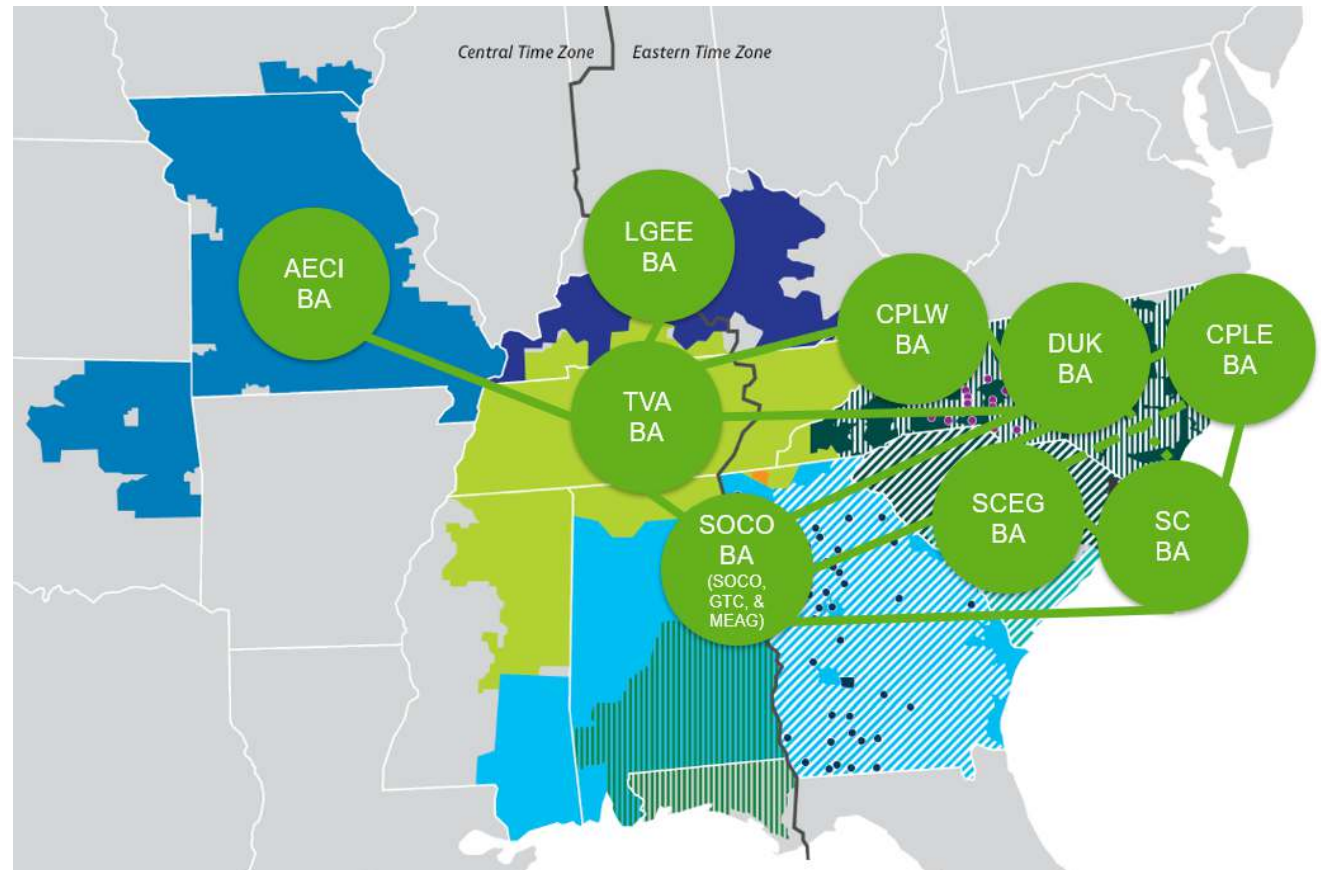 Central Time Zone
Eastern Time Zone
LGEE
BA
AECI
BA
CPLW
BA
DUK
BA
CPLE
BA
TVA
BA
SOCO
BA
(SOCO,
GTC, &
MEAG)
SCEG
BA
SC
BA